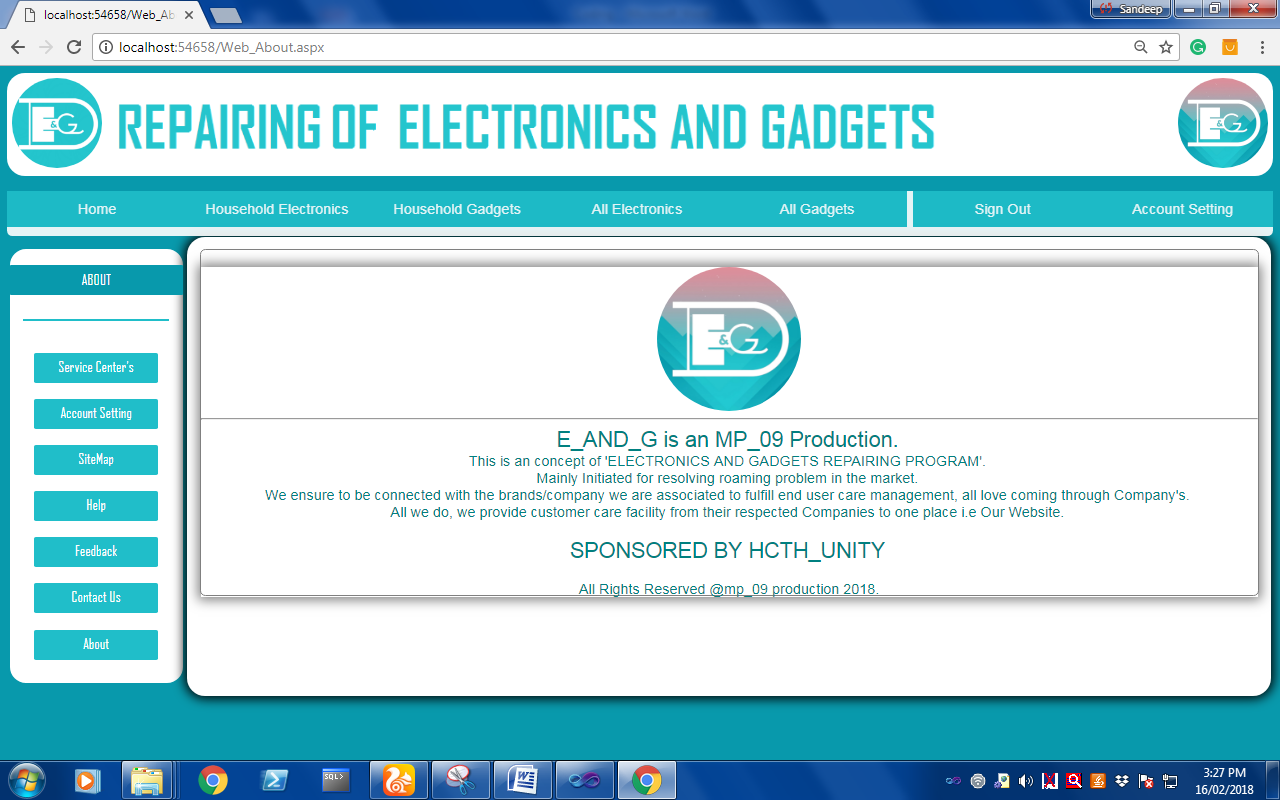 localhost:54658/Web_Ab
Sandeep
localhost:54658/Web_About.aspx
E&G
REPAIRING OF ELECTRONICS AND GADGETS
E&G
Home
Household Electronics
Household Gadgets
All Electronics
All Gadgets
Sign Out
Account Setting
ABOUT
Service Center's
Account Setting
SiteMap
Help
Feedback
Contact Us
About
E&G
E_AND_G is an MP_09 Production.
This is an concept of 'ELECTRONICS AND GADGETS REPAIRING PROGRAM'.
Mainly Initiated for resolving roaming problem in the market.
We ensure to be connected with the brands/company we are associated to fulfill end user care management, all love coming through Company's.
All we do, we provide customer care facility from their respected Companies to one place i.e Our Website.
SPONSORED BY HCTH_UNITY
All Rights Reserved @mp_09 production 2018.
SQL>
3:27 PM
16/02/2018